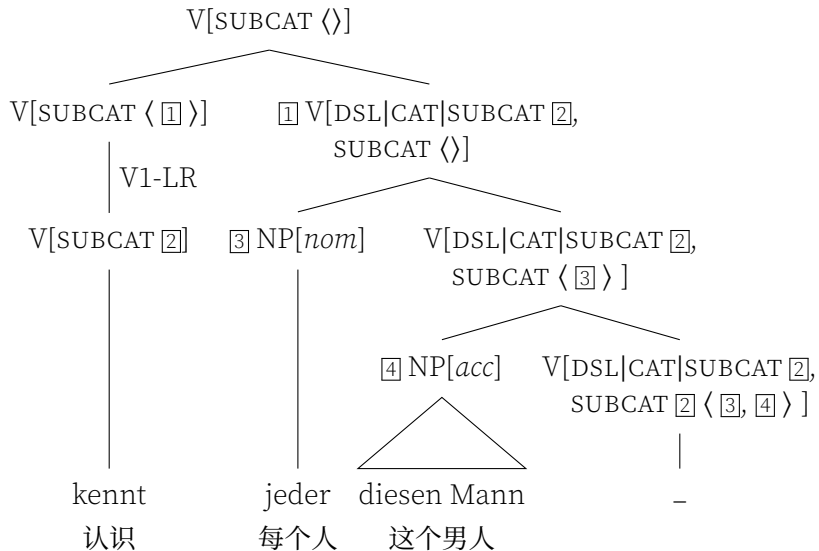 V[SUBCAT ⟨⟩]
V[SUBCAT ⟨ 1 ⟩] 1 V[DSL|CAT|SUBCAT 2,
SUBCAT ⟨⟩]
V1-LR
V[SUBCAT 2] 3 NP[nom] V[DSL|CAT|SUBCAT 2,
SUBCAT ⟨ 3 ⟩ ]
4 NP[acc] V[DSL|CAT|SUBCAT 2,
SUBCAT 2 ⟨ 3, 4 ⟩ ]
kennt jeder diesen Mann _
认识 每个人 这个男人